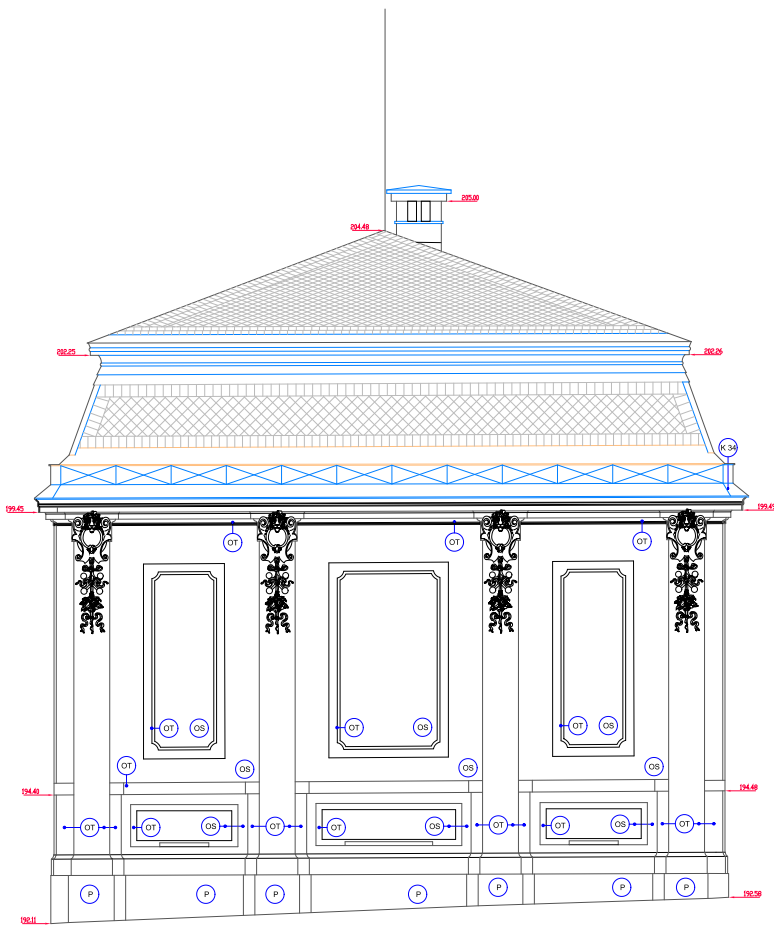 205.00
204.48
202.25 202.26
K 34
199.45 199.49
OT OT OT
OT OS OT OS OT OS
OT OS OS OS
194.40 194.48
OT OT OS OT OT OS OT OT OS OT
P P P P P P P
192.11 192.58